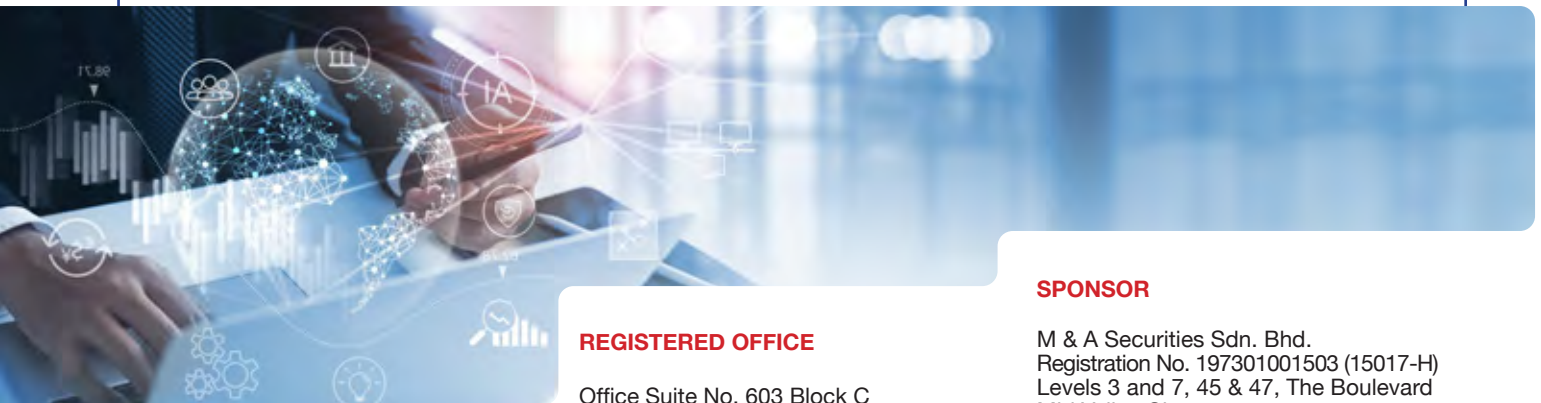 IA
REGISTERED OFFICE
Office Suite No. 603 Block C
SPONSOR
M & A Securities Sdn. Bhd.
Registration No. 197301001503 (15017-H)
Levels 3 and 7, 45 & 47, The Boulevard